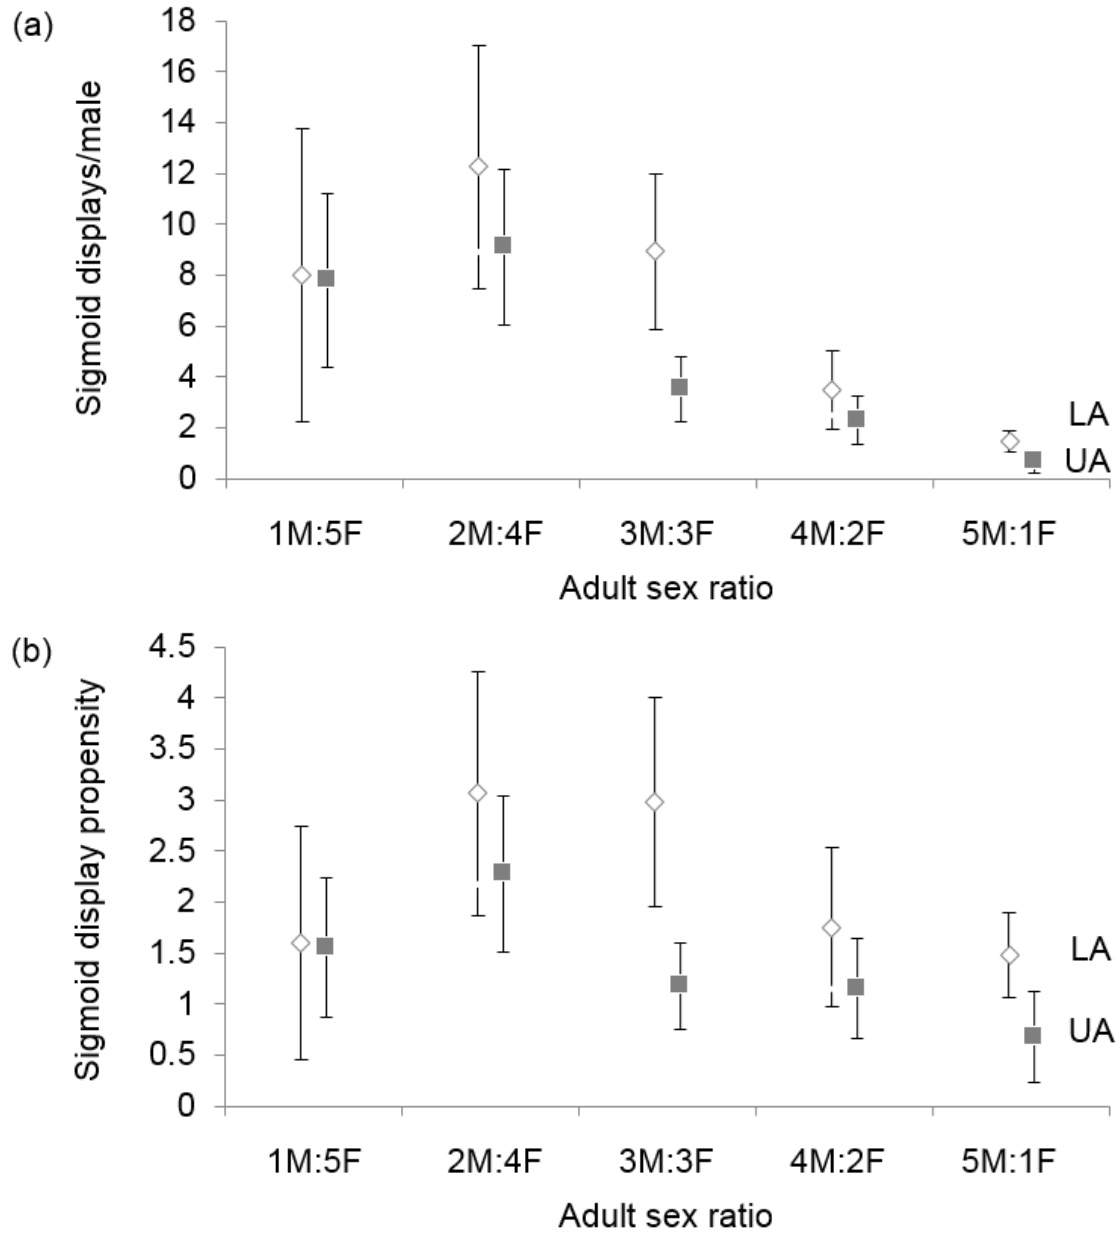 (a)
Sigmoid displays/male
18
16
14
12
10
8
6
4
2
0
LA
UA
1M:5F 2M:4F 3M:3F 4M:2F 5M:1F
Adult sex ratio
(b)
Sigmoid display propensity
4.5
4
3.5
3
2.5
2
1.5
1
0.5
0
LA
UA
1M:5F 2M:4F 3M:3F 4M:2F 5M:1F
Adult sex ratio